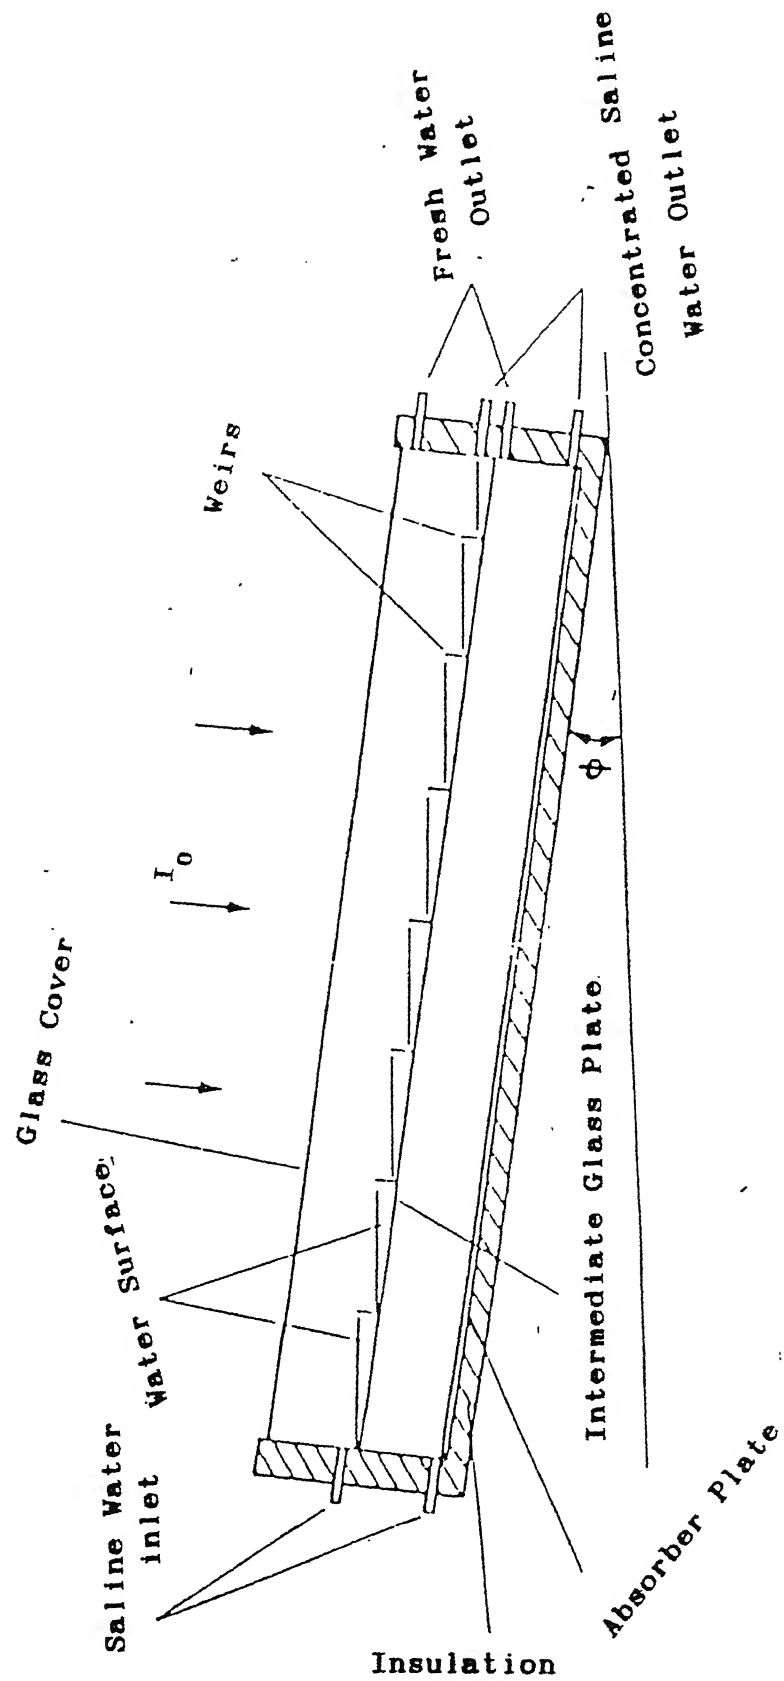 Fresh Water
Outlet
Concentrated Saline
Water Outlet
Weirs
I0
Glass Cover
Water Surface
Saline Water
inlet
Φ
Intermediate Glass Plate
Absorber Plate
Insulation